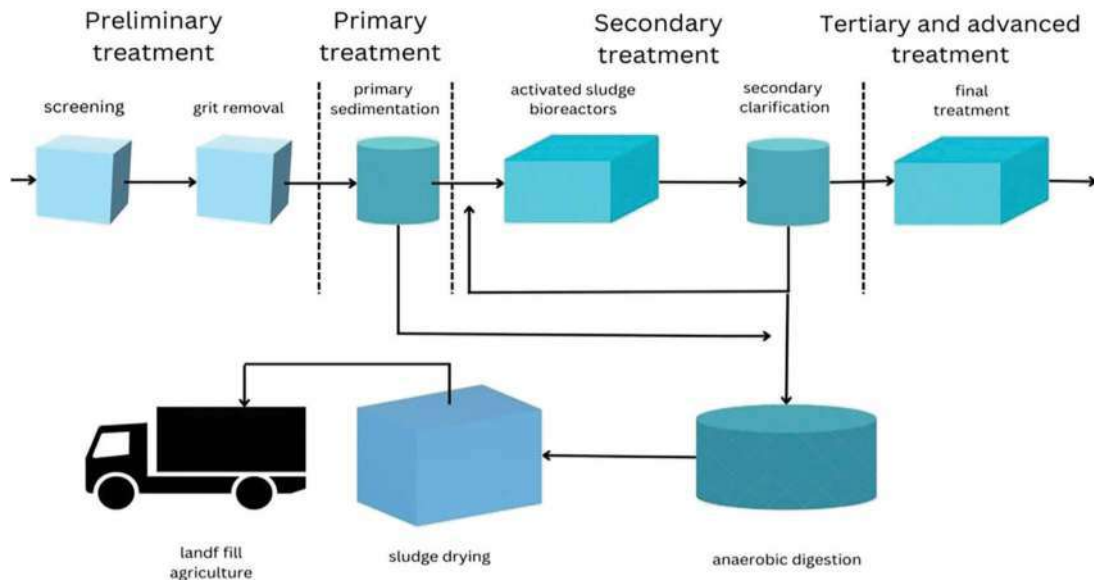 Preliminary
treatment
Primary
treatment
Secondary
treatment
Tertiary and advanced
treatment
screening
grit removal
primary
sedimentation
activated sludge
bioreactors
secondary
clarification
final
treatment
landf fill
agriculture
sludge drying
anaerobic digestion